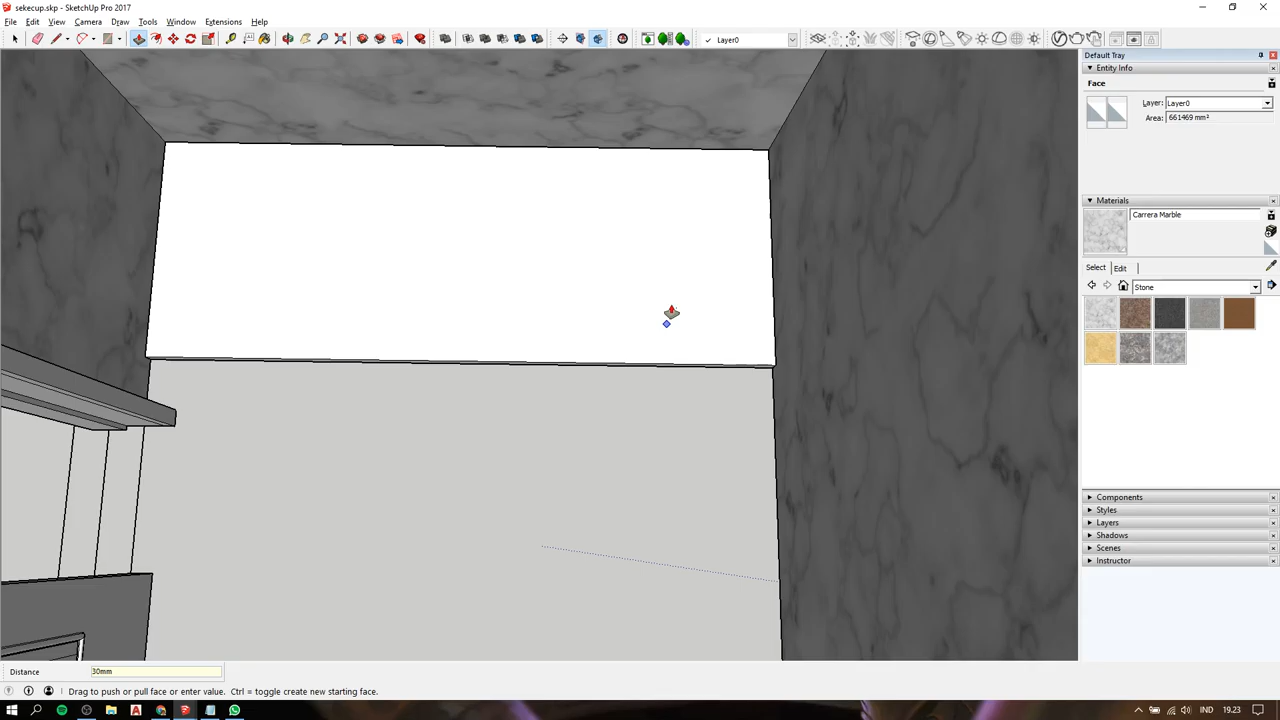 sekecup.skp - SketchUp Pro 2017
File Edit View Camera Draw Tools Window Extensions Help
Layer0
Default Tray
Entity Info
Face
Layer: Layer0
Area: 661469 mm²
Materials
Carrera Marble
Select Edit
Stone
Components
Styles
Layers
Shadows
Scenes
Instructor
Distance 30mm
Drag to push or pull face or enter value. Ctrl = toggle create new starting face.
IND 19.23